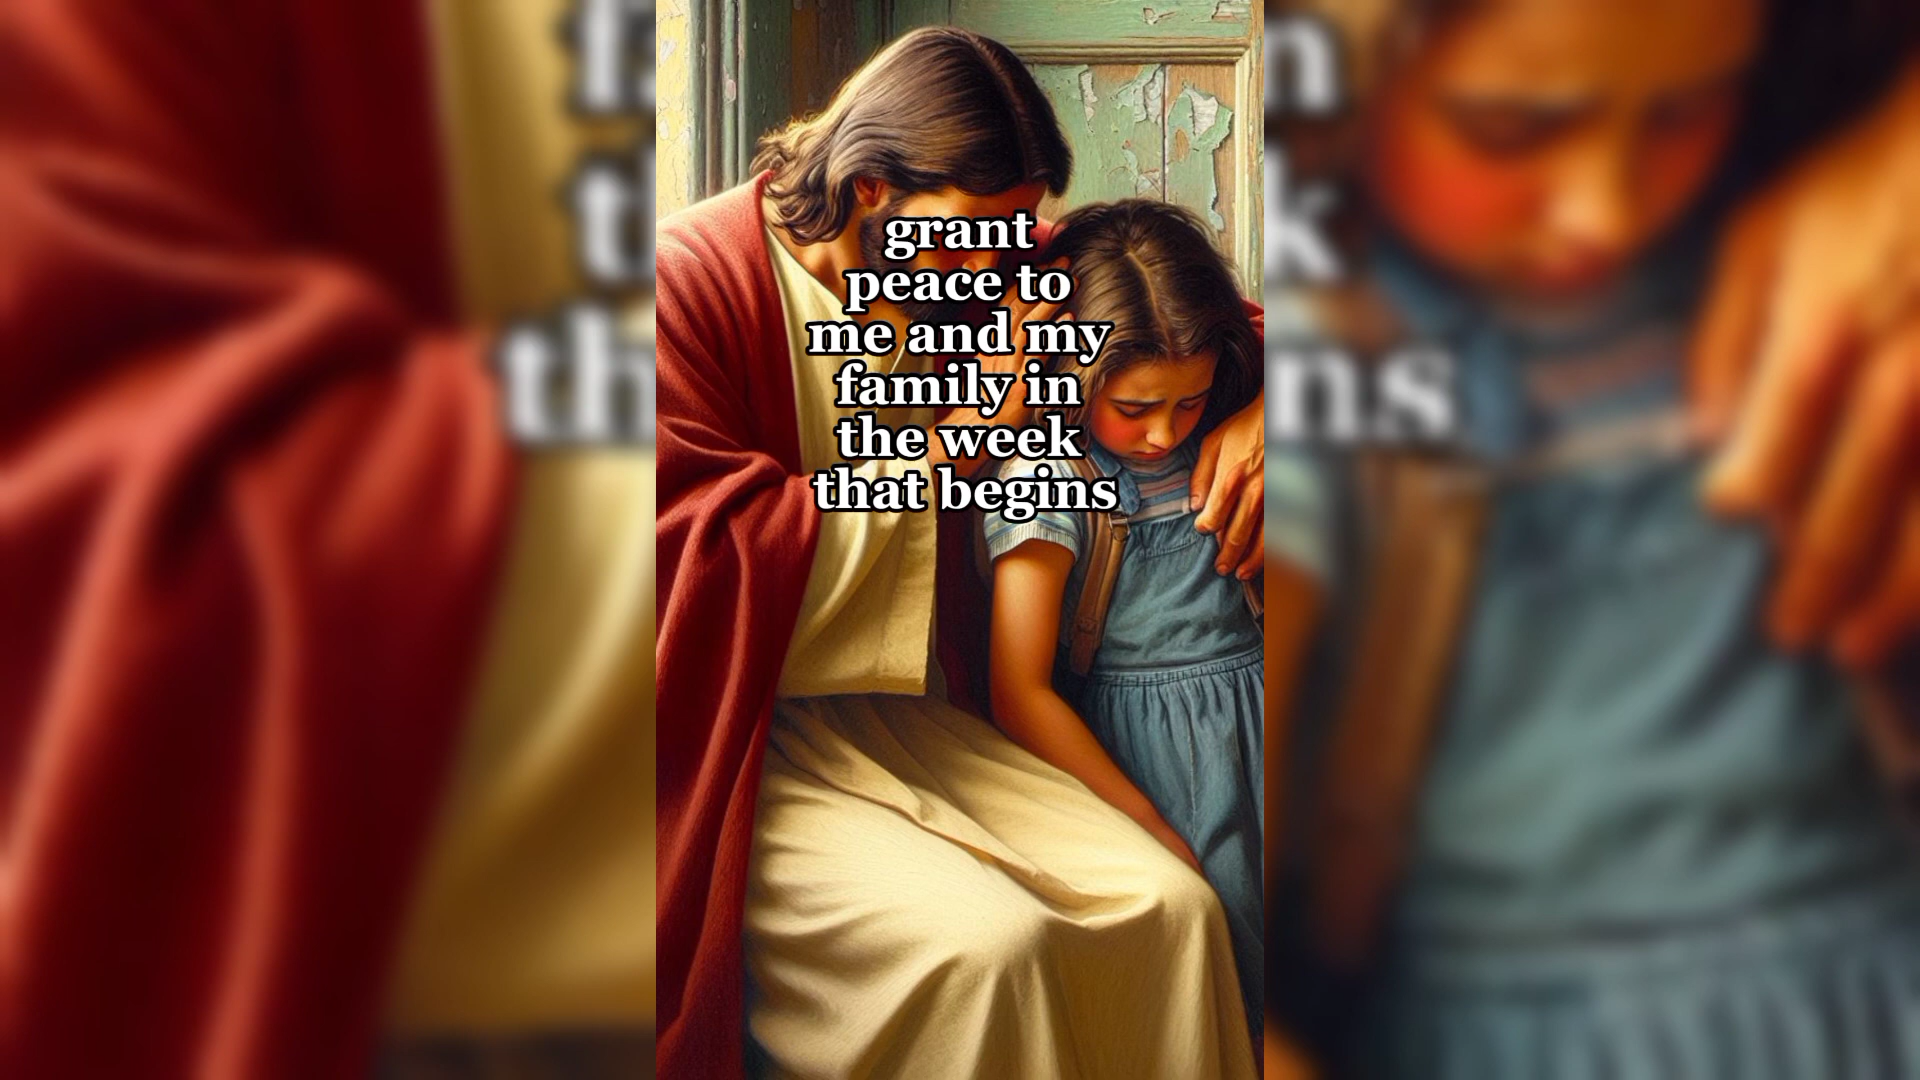 grant
peace to
me and my
family in
the week
that begins